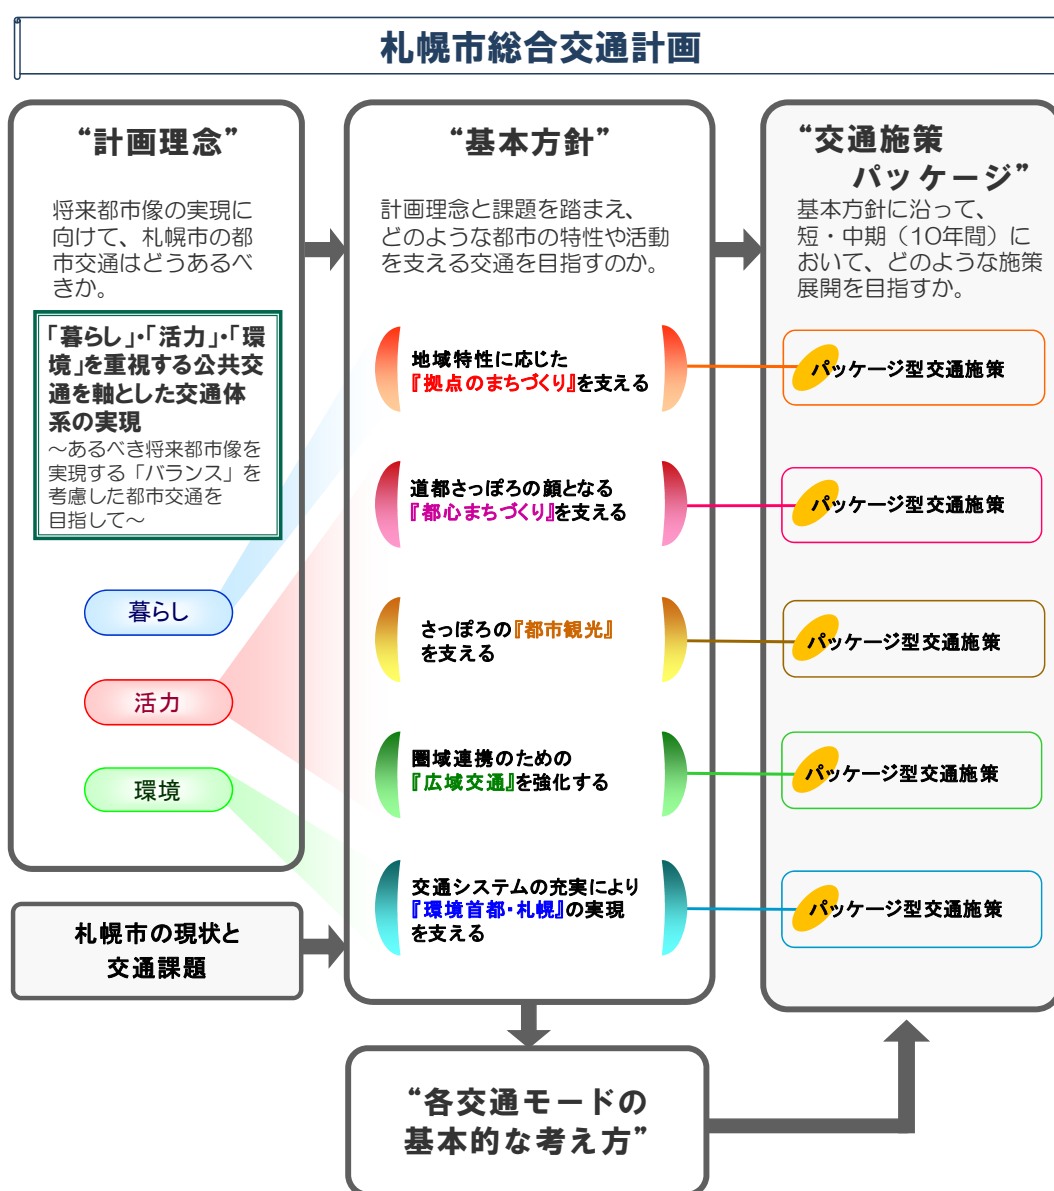 札幌市総合交通計画
“計画理念”
将来都市像の実現に
向けて、札幌市の都
市交通はどうあるべ
きか。
「暮らし」・「活力」・「環
境」を重視する公共交
通を軸とした交通体
系の実現
～あるべき将来都市像を
実現する「バランス」を
考慮した都市交通を
目指して～
暮らし
活力
環境
札幌市の現状と
交通課題
“基本方針”
計画理念と課題を踏まえ、
どのような都市の特性や活動
を支える交通を目指すのか。
地域特性に応じた
『拠点のまちづくり』を支える
道都さっぽろの顔となる
『都心まちづくり』を支える
さっぽろの『都市観光』
を支える
圏域連携のための
『広域交通』を強化する
交通システムの充実により
『環境首都・札幌』の実現
を支える
“各交通モードの
基本的な考え方”
“交通施策
パッケージ”
基本方針に沿って、
短・中期（10年間）に
おいて、どのような施策
展開を目指すか。
パッケージ型交通施策
パッケージ型交通施策
パッケージ型交通施策
パッケージ型交通施策
パッケージ型交通施策